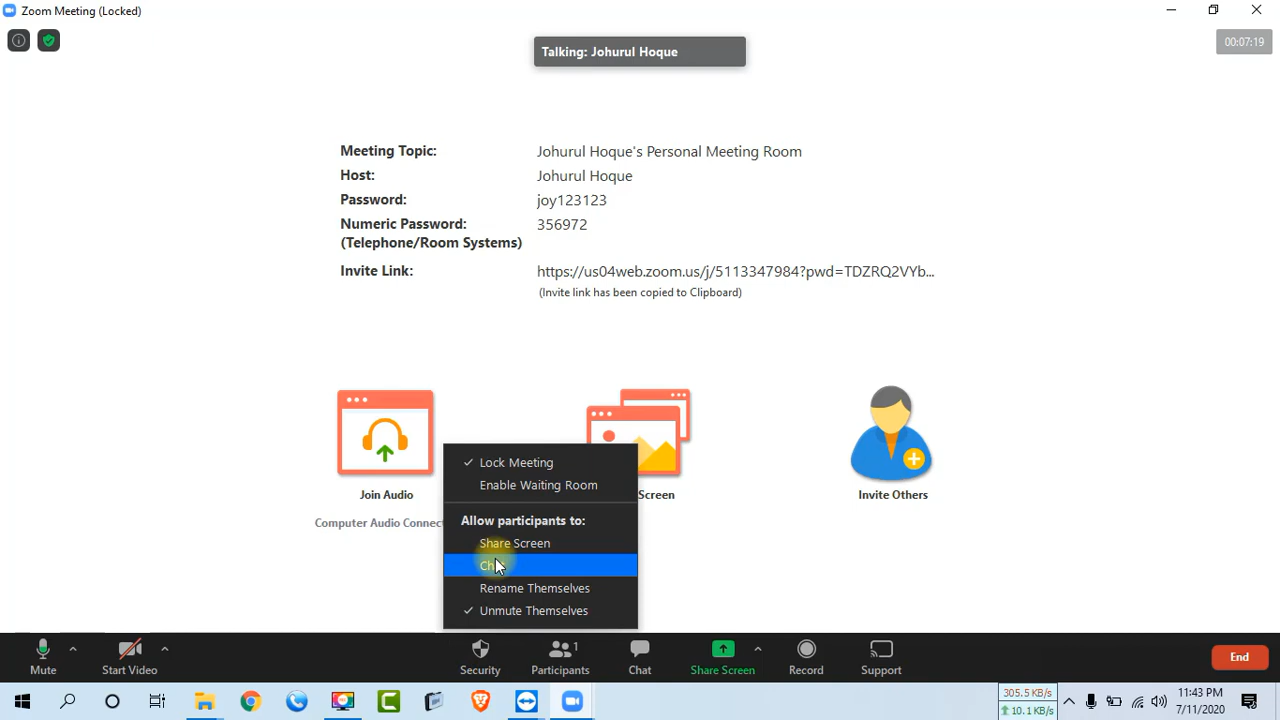 Zoom Meeting (Locked)
Talking: Johurul Hoque
00:07:19
Meeting Topic: Johurul Hoque's Personal Meeting Room
Host: Johurul Hoque
Password: joy123123
Numeric Password: 356972
(Telephone/Room Systems)
Invite Link: https://us04web.zoom.us/j/5113347984?pwd=TDZRQ2VYb...
(Invite link has been copied to Clipboard)
Join Audio
Screen
Invite Others
Computer Audio Connec
✓ Lock Meeting
Enable Waiting Room
Allow participants to:
Share Screen
Rename Themselves
✓ Unmute Themselves
Mute
Start Video
Security
Participants 1
Chat
Share Screen
Record
Support
End
305.5 KB/s
10.1 KB/s
11:43 PM
7/11/2020